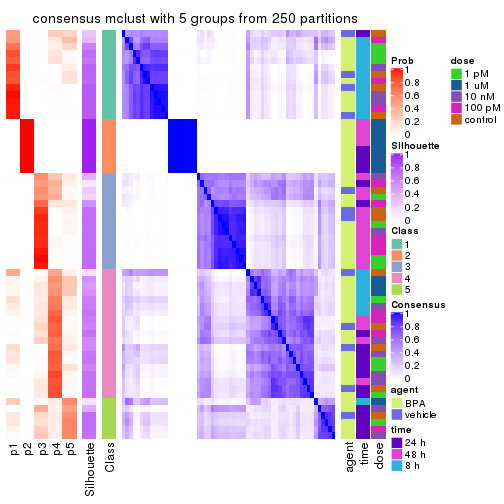 consensus mclust with 5 groups from 250 partitions
Prob
1
0.8
0.6
0.4
0.2
0
Silhouette
1
0.8
0.6
0.4
0.2
0
Class
1
2
3
4
5
Consensus
1
0.8
0.6
0.4
0.2
0
agent
BPA
vehicle
time
24 h
48 h
8 h
dose
1 pM
1 uM
10 nM
100 pM
control
p1
p2
p3
p4
p5
Silhouette
Class
agent
time
dose